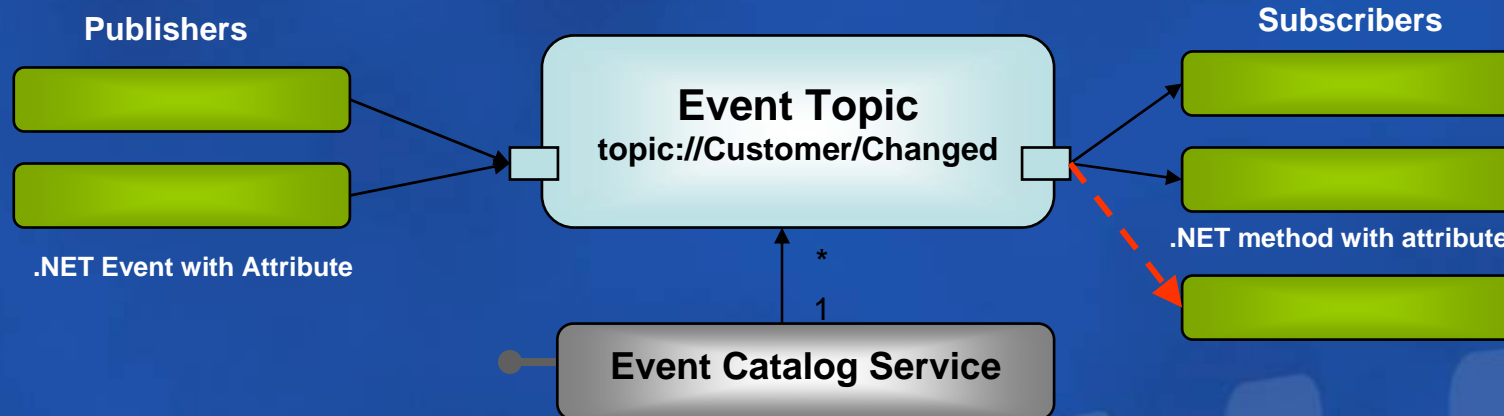 Publishers
Subscribers
Event Topic
topic://Customer/Changed
.NET Event with Attribute
.NET method with attribute
*
1
Event Catalog Service